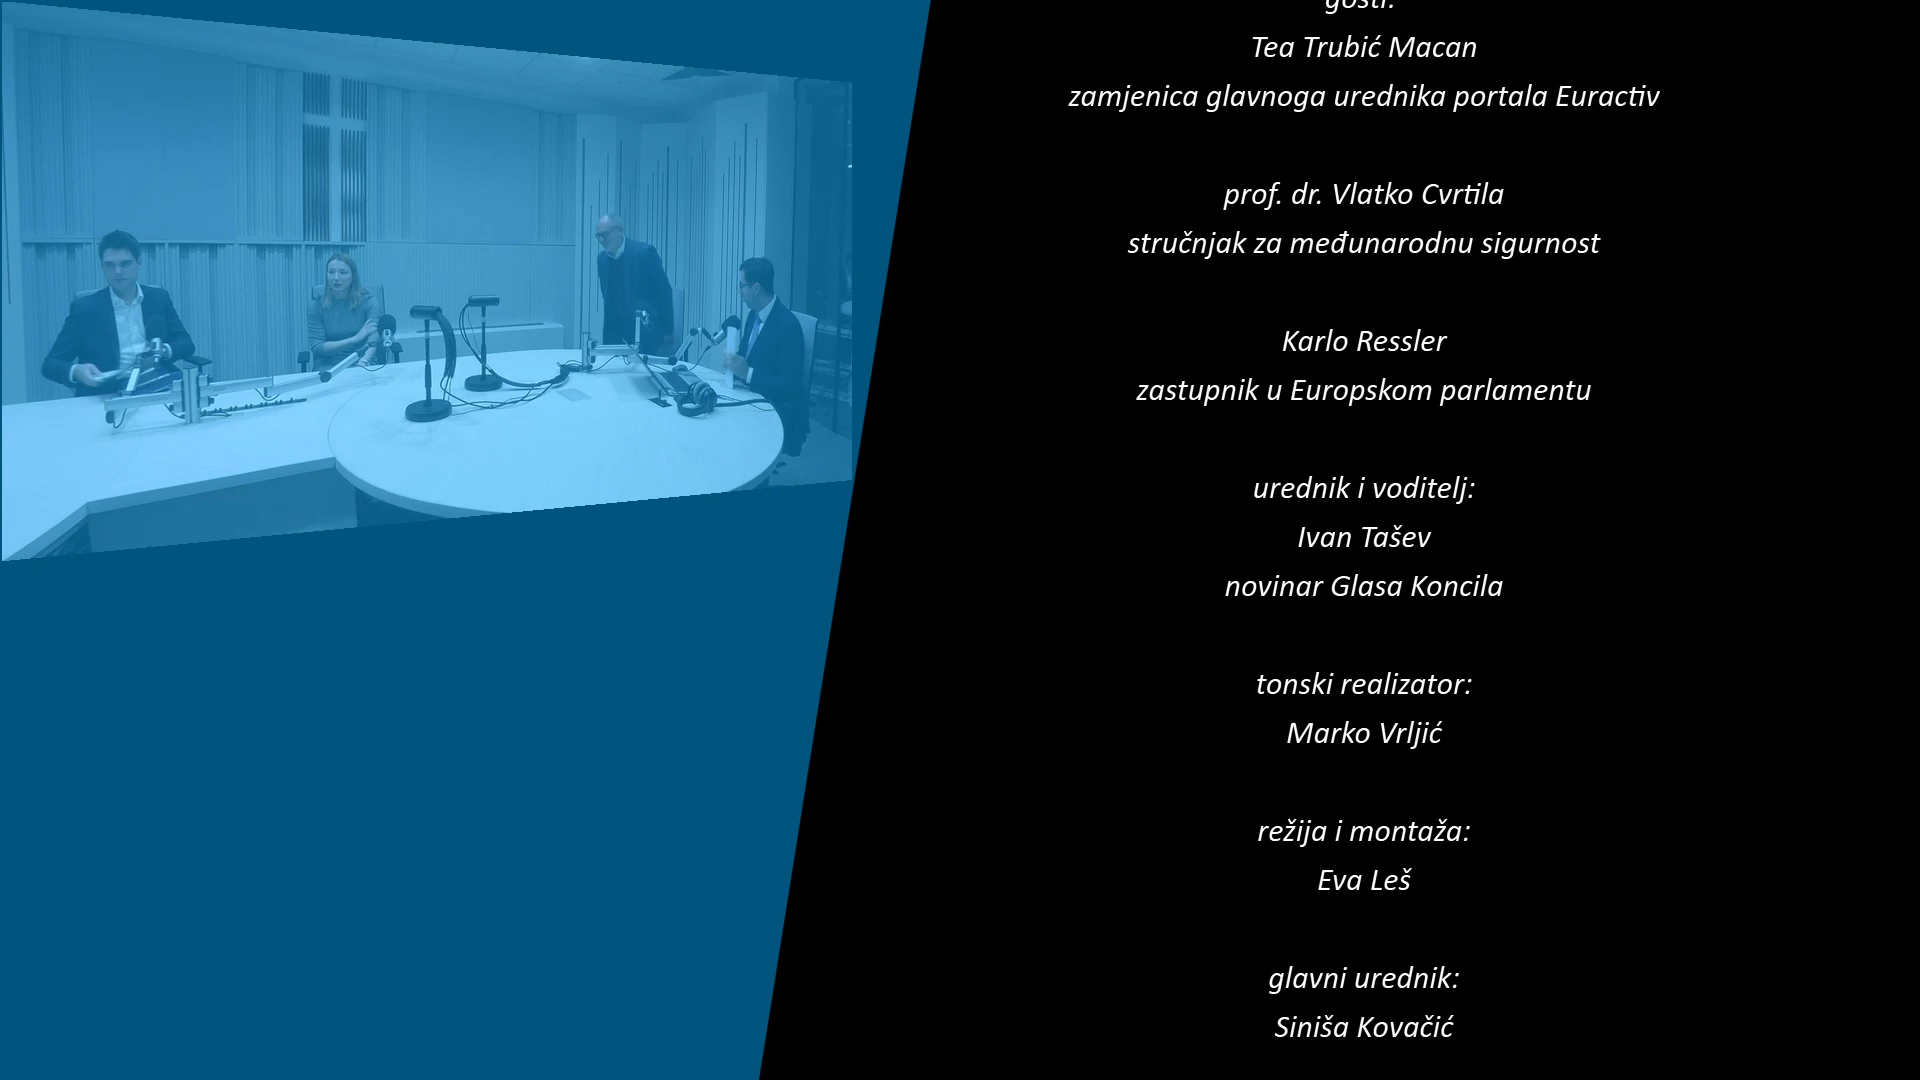 gosti:
Tea Trubić Macan
zamjenica glavnoga urednika portala Euractiv
prof. dr. Vlatko Cvrtila
stručnjak za međunarodnu sigurnost
Karlo Ressler
zastupnik u Europskom parlamentu
urednik i voditelj:
Ivan Tašev
novinar Glasa Koncila
tonski realizator:
Marko Vrljić
režija i montaža:
Eva Leš
glavni urednik:
Siniša Kovačić